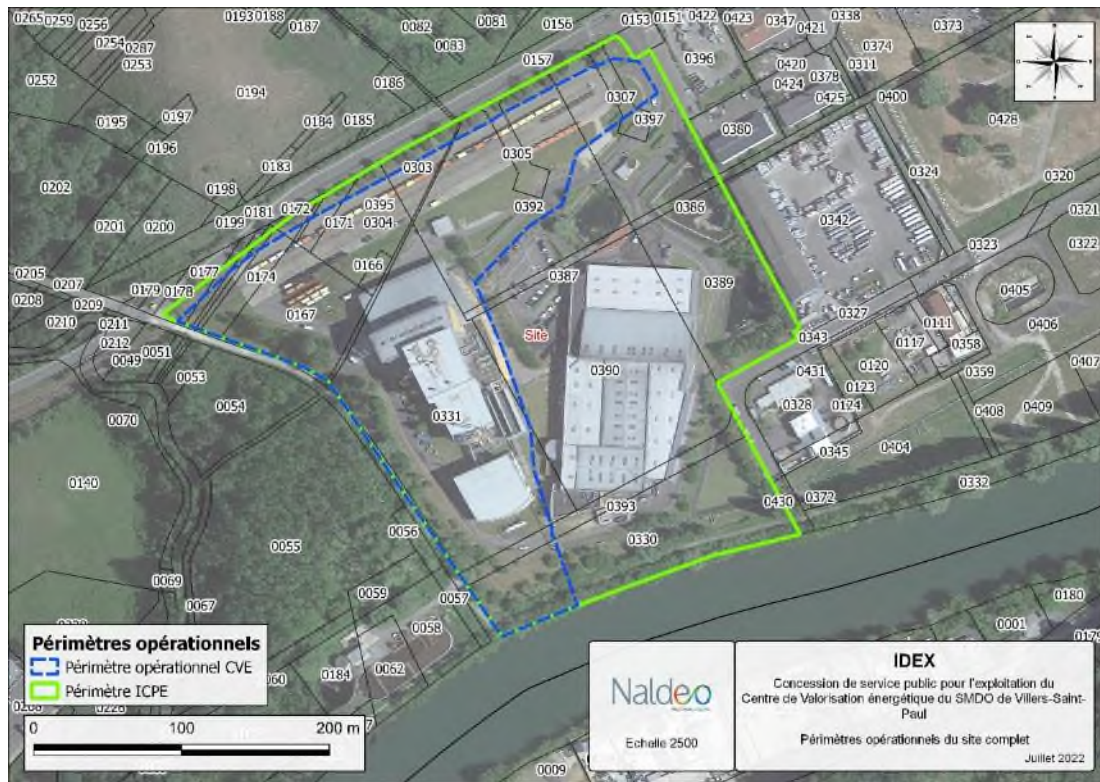 0265 0259 0256 0193 0188 0082 0081 0156 0153 0151 0422 0423 0347 0338
0254 0287 0187 0083 0157 0396 0421 0373
0253 0420 0374
0252 0186 0424 0378 0311
0194 0307 0425 0400
0197 0184 0185 0397 0380 0428
0195
0196 0183 0303 0305 0324
0202 0198 0320
0181 0172 0395 0392 0386 0342 0321
0201 0200 0199 0171 0304 0323 0322
0205 0207 0177 0174 0166 0387 0389
0208 0209 0179 0178 0167 0327 0405
0210 0211 Site 0343 0111 0406
0212 0051 0117 0358
0049 0053 0390 0431 0120 0359 0407
0070 0054 0331 0328 0124 0123 0408 0409
0345 0404
0140 0332
0056 0393 0430 0372
0055 0330
0069 0059 0057
0067 0058 0180
0184 0062 0001
0009
Périmètres opérationnels
Périmètre opérationnel CVE
Périmètre ICPE
0 100 200 m
Naldeo
Echelle 2500
IDEX
Concession de service public pour l'exploitation du
Centre de Valorisation énergétique du SMDO de Villers-Saint-
Paul
Périmètres opérationnels du site complet
Juillet 2022